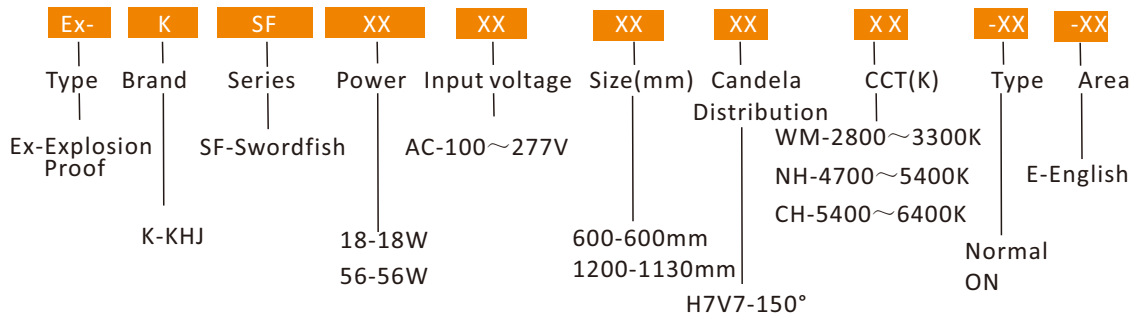 Ex- K SF XX XX XX XX X X -XX -XX
Type Brand Series Power Input voltage Size(mm) Candela Distribution CCT(K) Type Area
Ex-Explosion Proof
SF-Swordfish
AC-100~277V
WM-2800~3300K
NH-4700~5400K
CH-5400~6400K
E-English
K-KHJ
18-18W
56-56W
600-600mm
1200-1130mm
Normal
ON
H7V7-150°